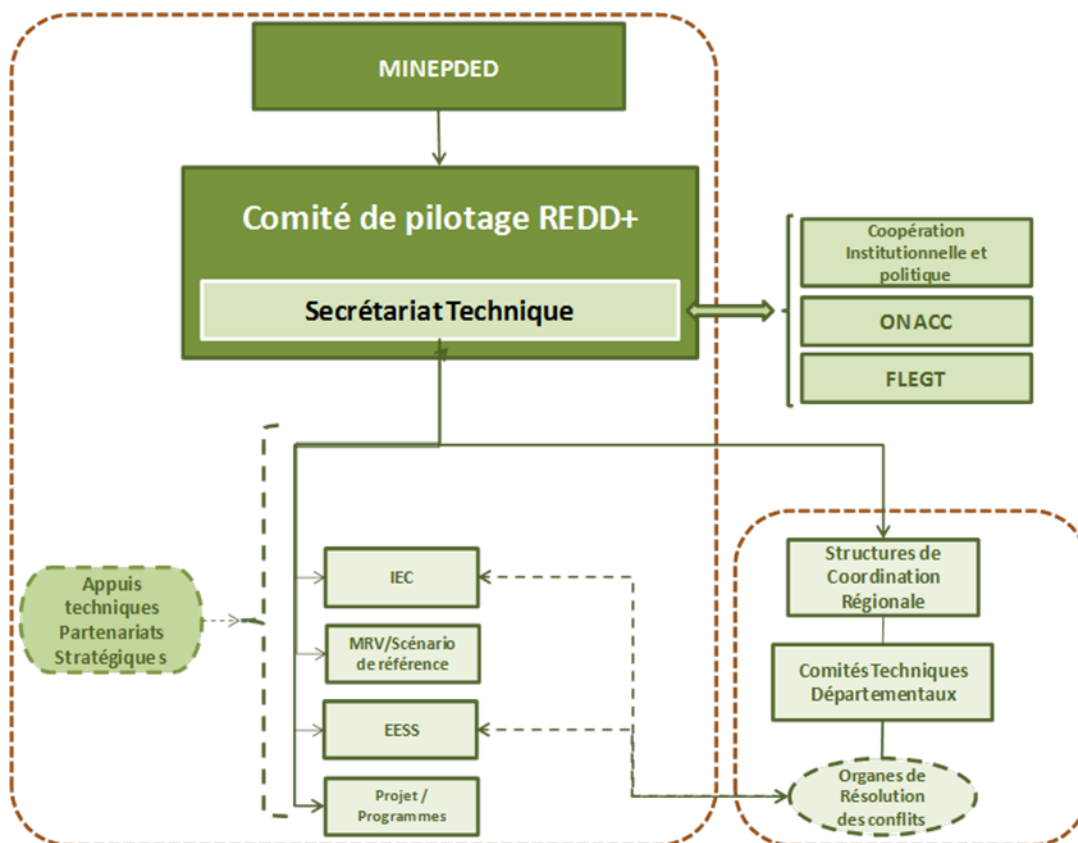 MINEPDED
Comité de pilotage REDD+
Secrétariat Technique
Coopération
Institutionnelle et
politique
ONACC
FLEGT
Appuis
techniques
Partenariats
Stratégiques
IEC
MRV/Scénario
de référence
EESS
Projet /
Programmes
Structures de
Coordination
Régionale
Comités Techniques
Départementaux
Organes de
Résolution
des conflits